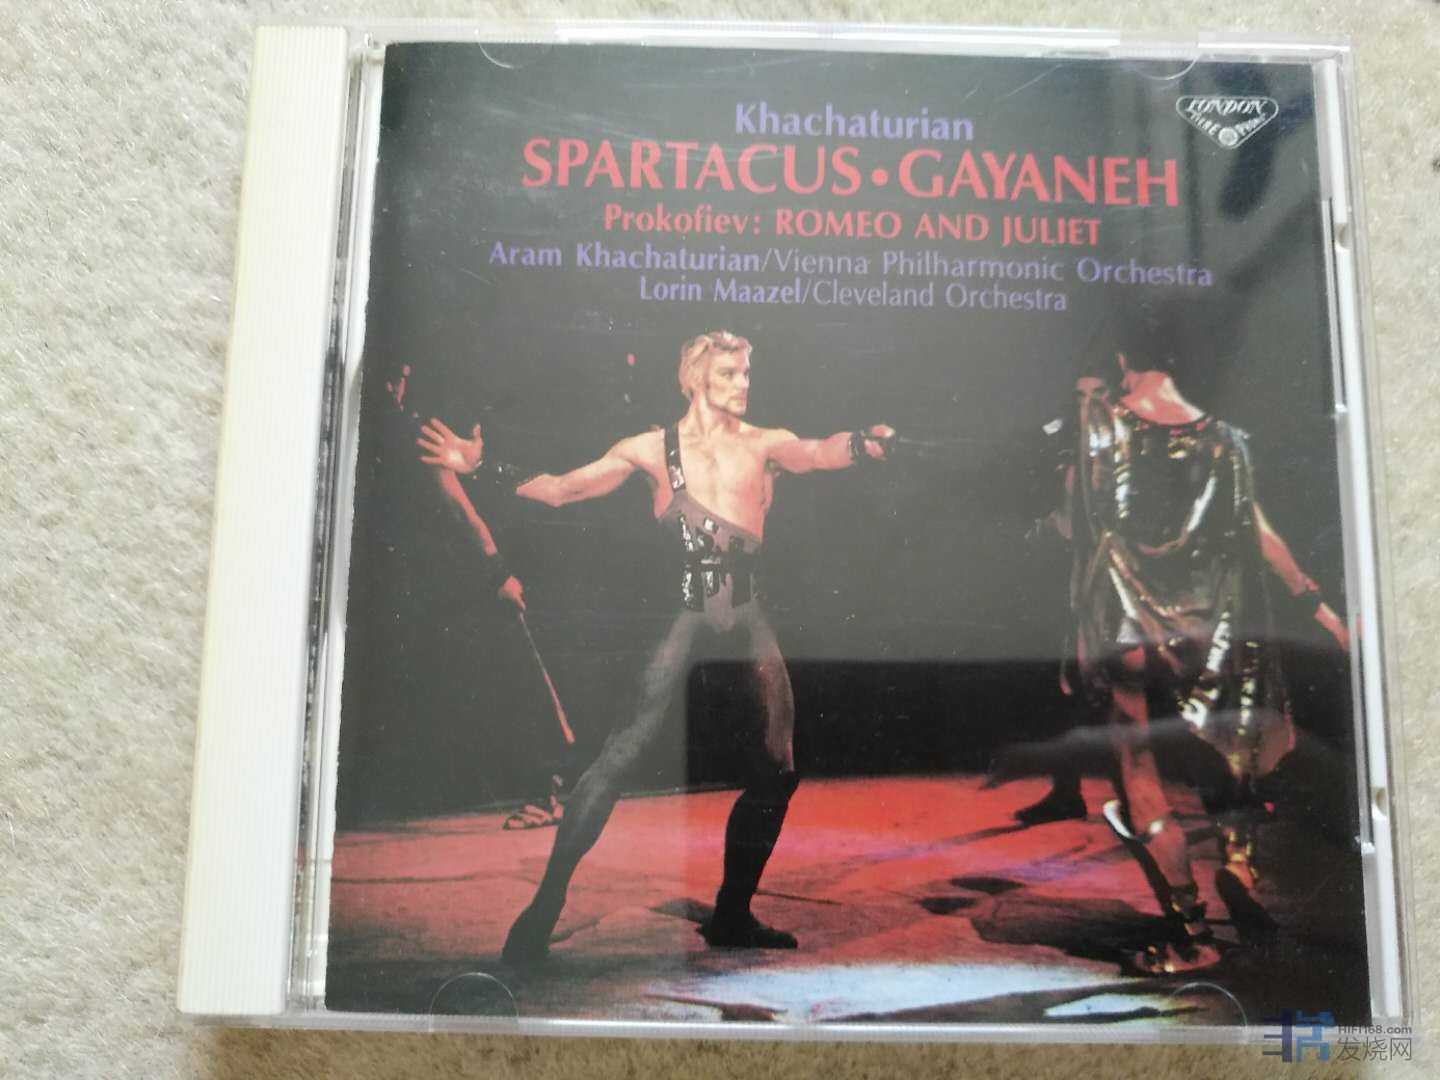 Khachaturian
LONDON
SPARTACUS • GAYANEH
Prokofiev: ROMEO AND JULIET
Aram Khachaturian/Vienna Philharmonic Orchestra
Lorin Maazel/Cleveland Orchestra
HIFI168.com
发烧网